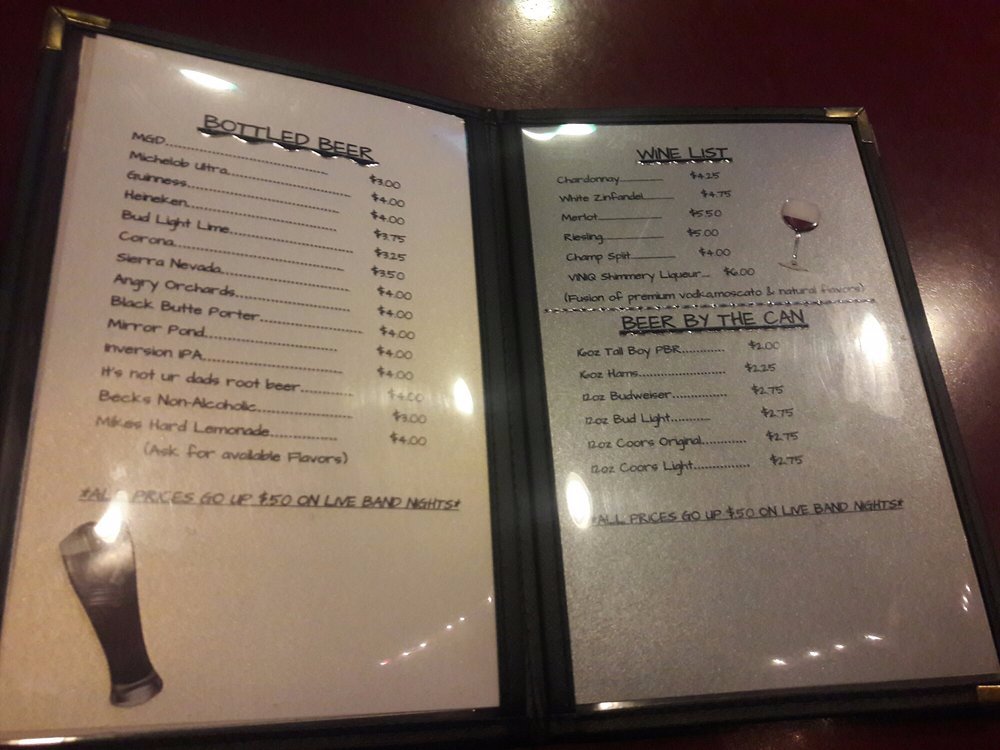 BOTTLED BEER
MGD............ $3.00
Michelob Ultra............ $4.00
Guinness............ $4.00
Heineken............ $3.75
Bud Light Lime............ $3.25
Corona............ $3.50
Sierra Nevada............ $4.00
Angry Orchards............ $4.00
Black Butte Porter............ $4.00
Mirror Pond............ $4.00
Inversion IPA............ $4.00
It's not ur dads root beer............ $4.00
Becks Non-Alcoholic............ $3.00
Mikes Hard Lemonade............ $4.00
(Ask for available Flavors)
*ALL PRICES GO UP $.50 ON LIVE BAND NIGHTS*
WINE LIST
Chardonnay............ $4.25
White Zinfandel............ $4.75
Merlot............ $5.50
Riesling............ $5.00
Champ Split............ $4.00
VINIQ Shimmery Liqueur... $6.00
(Fusion of premium vodka,moscato & natural flavors)
BEER BY THE CAN
16oz Tall Boy PBR............ $2.00
16oz Hams............ $2.25
12oz Budweiser............ $2.75
12oz Bud Light.......... $2.75
12oz Coors Original............ $2.75
12oz Coors Light............... $2.75
*ALL PRICES GO UP $.50 ON LIVE BAND NIGHTS*